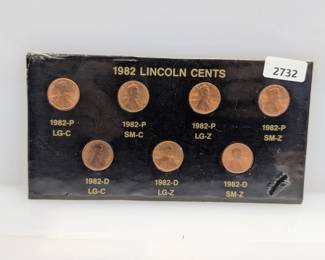 1982 LINCOLN CENTS
2732
1982-P 1982-P 1982-P 1982-P
LG-C SM-C LG-Z SM-Z
1982-D 1982-D 1982-D
LG-C LG-Z SM-Z